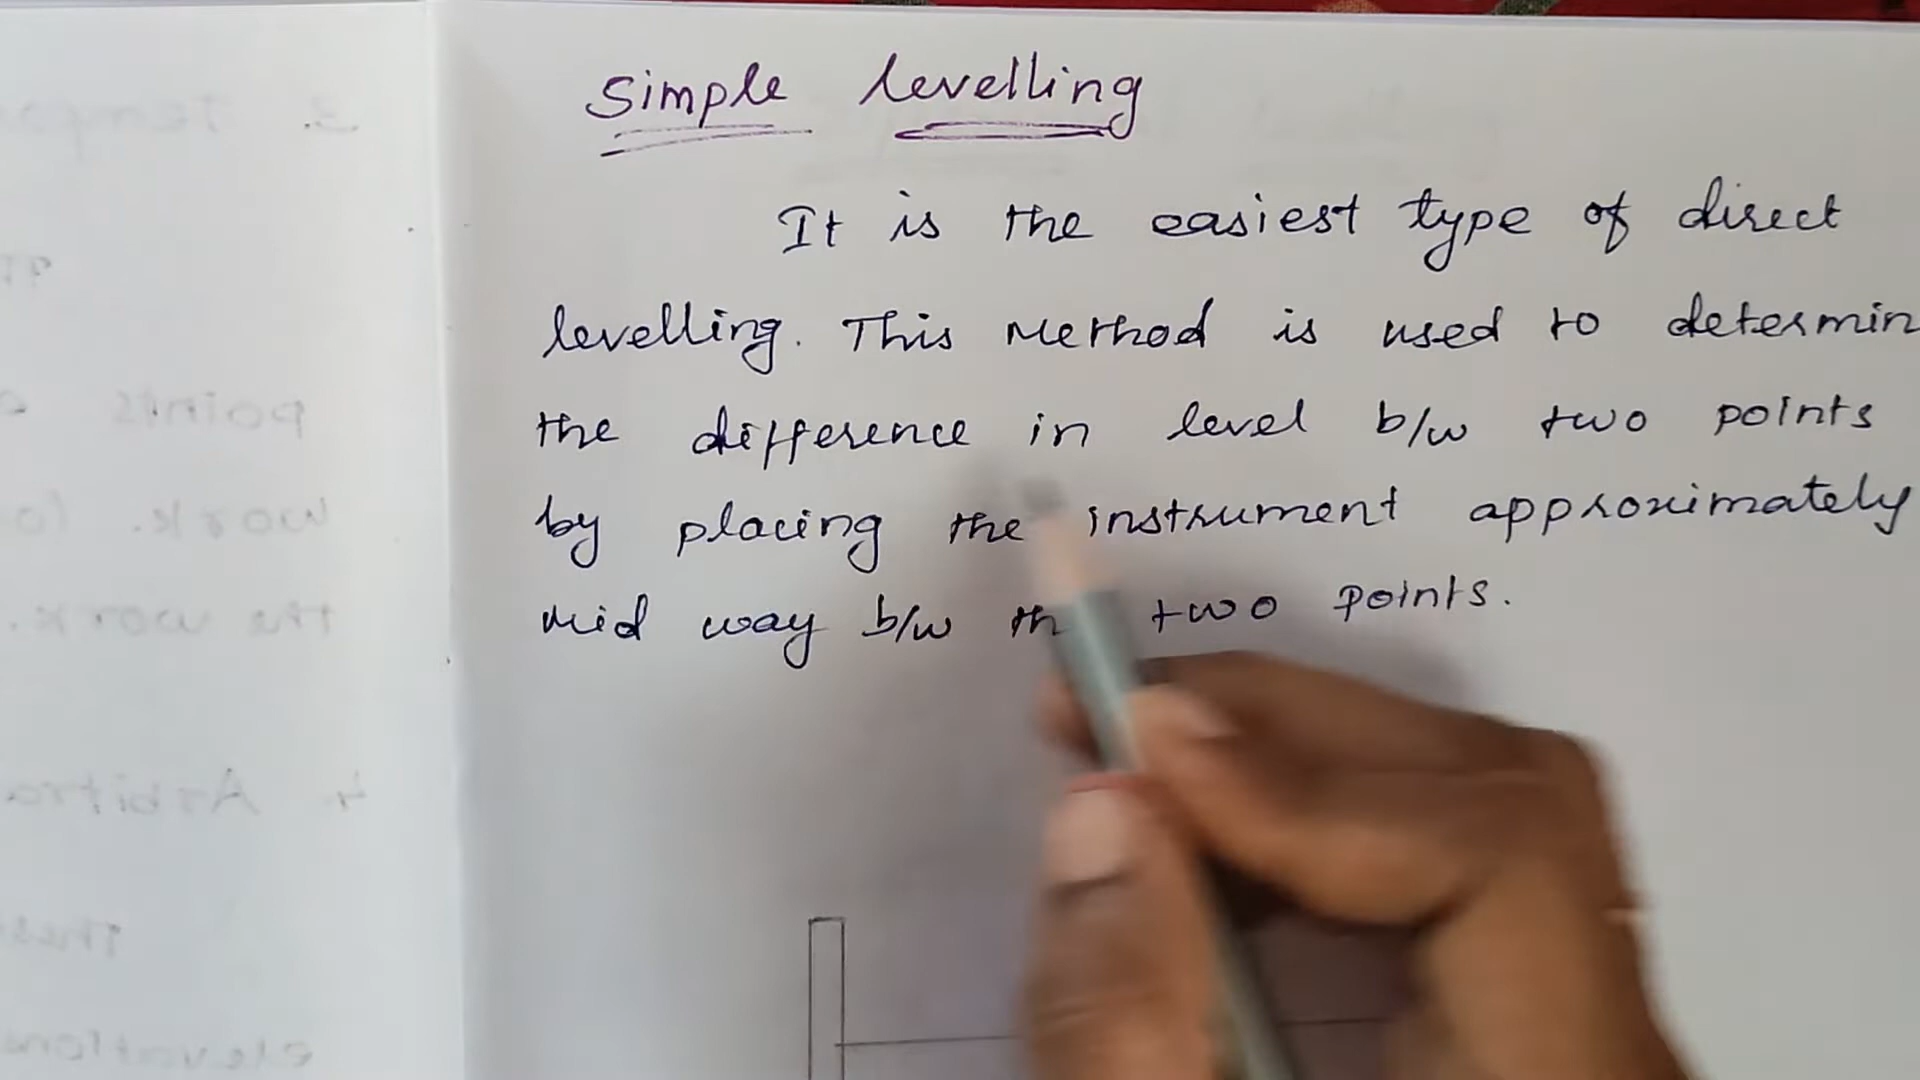 Simple levelling
It is the easiest type of direct
levelling. This Method is used to determin
the difference in level b/w two points
by placing the instrument approximately
mid way b/w th two points.